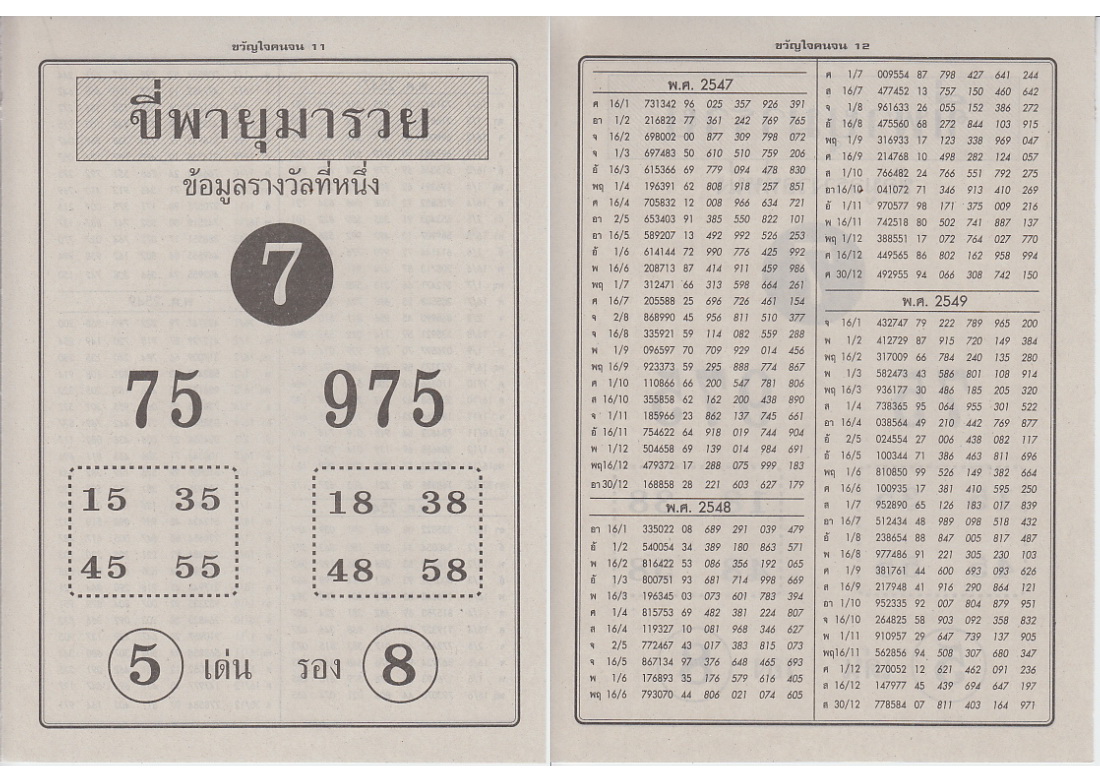 ขวัญใจคนจน 11
ขี่พายุมารวย
ข้อมูลรางวัลที่หนึ่ง
7
75 975
15 35
45 55
18 38
48 58
5 เด่น รอง 8
ขวัญใจคนจน 12
พ.ศ. 2547
ศ 16/1 731342 96 025 357 926 391
อา 1/2 216822 77 361 242 769 765
จ 16/2 698002 00 877 309 798 072
จ 1/3 697483 50 610 510 759 206
อ้ 16/3 615366 69 779 094 478 830
พฤ 1/4 196391 62 808 918 257 851
ศ 16/4 705832 12 008 966 634 721
อา 2/5 653403 91 385 550 822 101
อา 16/5 589207 13 492 992 526 253
อ้ 1/6 614144 72 990 776 425 992
พ 16/6 208713 87 414 911 459 986
พฤ 1/7 312471 66 313 598 664 261
ศ 16/7 205588 25 696 726 461 154
จ 2/8 868990 45 956 811 510 377
จ 16/8 335921 59 114 082 559 288
พ 1/9 096597 70 709 929 014 456
พฤ 16/9 923373 59 295 888 774 867
ศ 1/10 110866 66 200 547 781 806
ส 16/10 355858 62 162 200 438 890
จ 1/11 185966 23 862 137 745 661
อ้ 16/11 754622 64 918 019 744 904
พ 1/12 504658 69 139 014 984 691
พฤ16/12 479372 17 288 075 999 183
อา 30/12 168858 28 221 603 627 179
พ.ศ. 2548
อา 16/1 335022 08 689 291 039 479
อ้ 1/2 540054 34 389 180 863 571
พ 16/2 816422 53 086 356 192 065
อ้ 1/3 800751 93 681 714 998 669
พ 16/3 196345 03 073 601 783 394
ศ 1/4 815753 69 482 381 224 807
ส 16/4 119327 10 081 968 346 627
จ 2/5 772467 43 017 383 815 073
จ 16/5 867134 97 376 648 465 693
พ 1/6 176893 35 176 579 616 405
พฤ 16/6 793070 44 806 021 074 605
ศ 1/7 009554 87 798 427 641 244
ส 16/7 477452 13 757 150 460 642
จ 1/8 961633 26 055 152 386 272
อ้ 16/8 475560 68 272 844 103 915
พฤ 1/9 316933 17 123 338 969 047
ศ 16/9 214768 10 498 282 124 057
ส 1/10 766482 24 766 551 792 275
อา 16/10 041072 71 346 913 410 269
อ้ 1/11 970577 98 171 375 009 216
พ 16/11 742518 80 502 741 887 137
พฤ 1/12 388551 17 072 764 027 770
ศ 16/12 449565 86 802 162 958 994
ศ 30/12 492955 94 066 308 742 150
พ.ศ. 2549
จ 16/1 432747 79 222 789 965 200
พ 1/2 412729 87 915 720 149 384
พฤ 16/2 317009 66 784 240 135 280
พ 1/3 582473 43 586 801 108 914
พฤ 16/3 936177 30 486 185 205 320
ส 1/4 738365 95 064 955 301 522
อา 16/4 038564 49 210 442 769 877
อ้ 2/5 024554 27 006 438 082 117
อ้ 16/5 100344 71 386 463 811 696
พฤ 1/6 810850 99 526 149 382 664
ศ 16/6 100935 17 381 410 595 250
ส 1/7 952890 65 126 183 017 839
อา 16/7 512434 48 989 098 518 432
อ้ 1/8 238654 88 847 005 817 487
พ 16/8 977486 91 221 305 230 103
ศ 1/9 381761 44 600 693 093 626
ส 16/9 217948 41 916 290 864 121
อา 1/10 952335 92 007 804 879 951
จ 16/10 264825 58 903 092 358 832
พ 1/11 910957 29 647 739 137 905
พฤ16/11 562856 94 508 307 680 347
ศ 1/12 270052 12 621 462 091 236
ส 16/12 147977 45 439 694 647 197
ส 30/12 778584 07 811 403 164 971